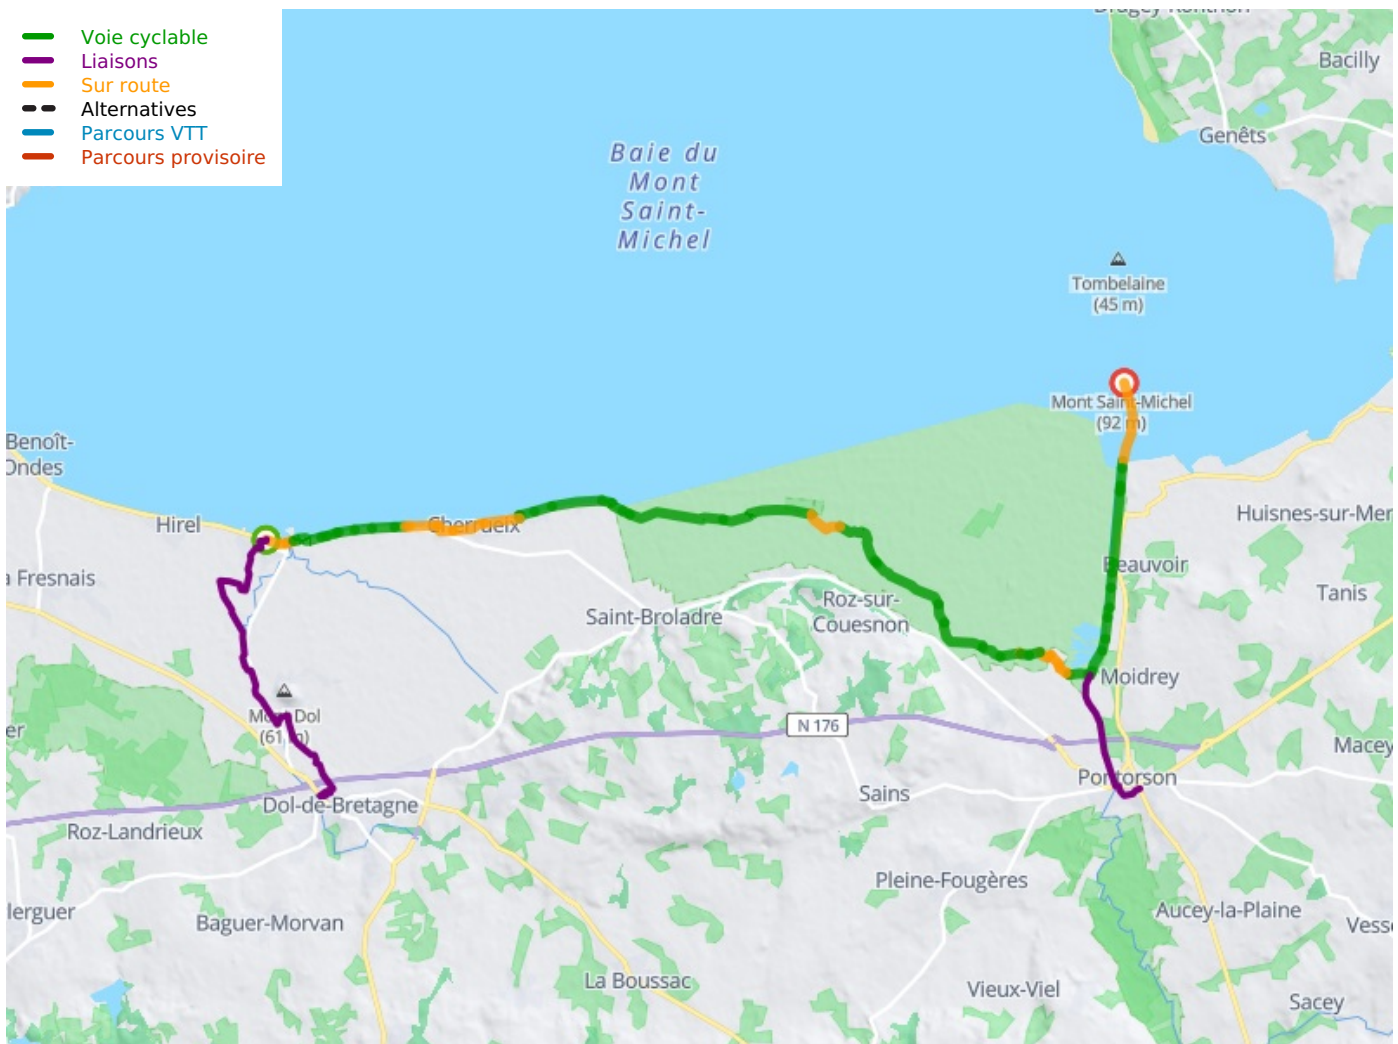 Voie cyclable
Liaisons
Sur route
Alternatives
Parcours VTT
Parcours provisoire
Bacilly
Genêts
Baie du
Mont
Saint-
Michel
Tombelaine
(45 m)
Mont Saint-Michel
(92 m)
Benoît-
Ondes
Hirel
Cherrueix
Huisnes-sur-Mer
Beauvoir
Fresnais
Tanis
Saint-Broladre
Roz-sur-
Couesnon
Moidrey
Mont Dol
(61 m)
N 176
Macey
Pontorson
Sains
Dol-de-Bretagne
Roz-Landrieux
Pleine-Fougères
lerguer
Baguer-Morvan
Aucey-la-Plaine
Vess
La Boussac
Vieux-Viel
Sacey